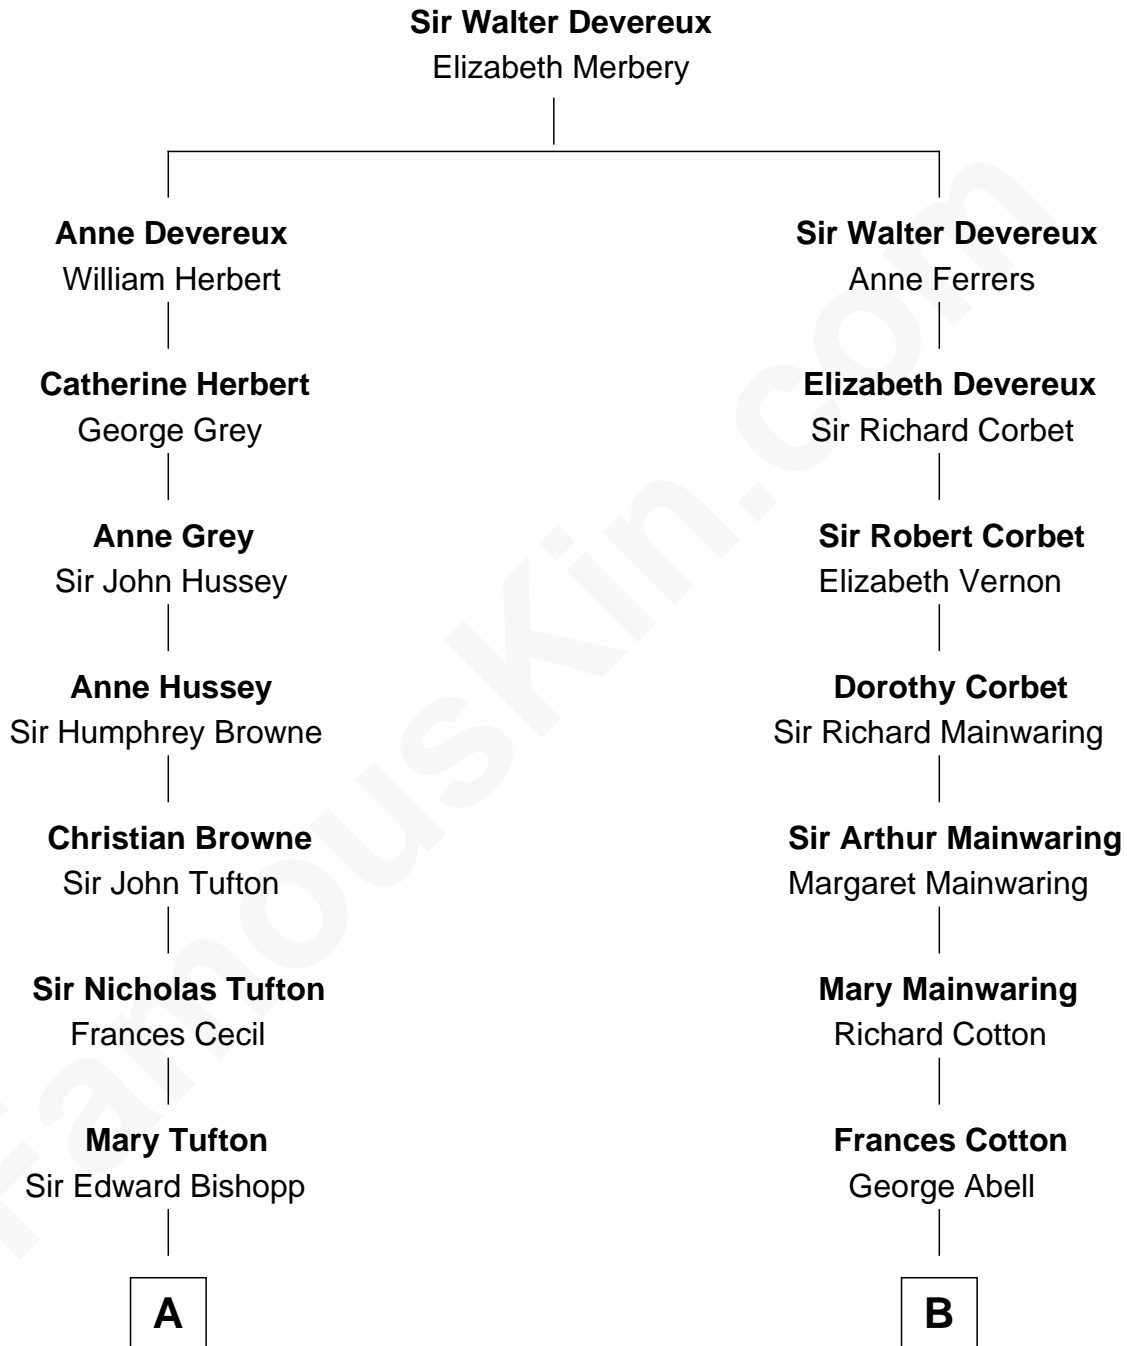 Sir Walter Devereux
Elizabeth Merbery
Anne Devereux
William Herbert
Sir Walter Devereux
Anne Ferrers
Catherine Herbert
George Grey
Elizabeth Devereux
Sir Richard Corbet
Anne Grey
Sir John Hussey
Sir Robert Corbet
Elizabeth Vernon
Anne Hussey
Sir Humphrey Browne
Dorothy Corbet
Sir Richard Mainwaring
Christian Browne
Sir John Tufton
Sir Arthur Mainwaring
Margaret Mainwaring
Sir Nicholas Tufton
Frances Cecil
Mary Mainwaring
Richard Cotton
Mary Tufton
Sir Edward Bishopp
Frances Cotton
George Abell
A
B
FamousKin.com